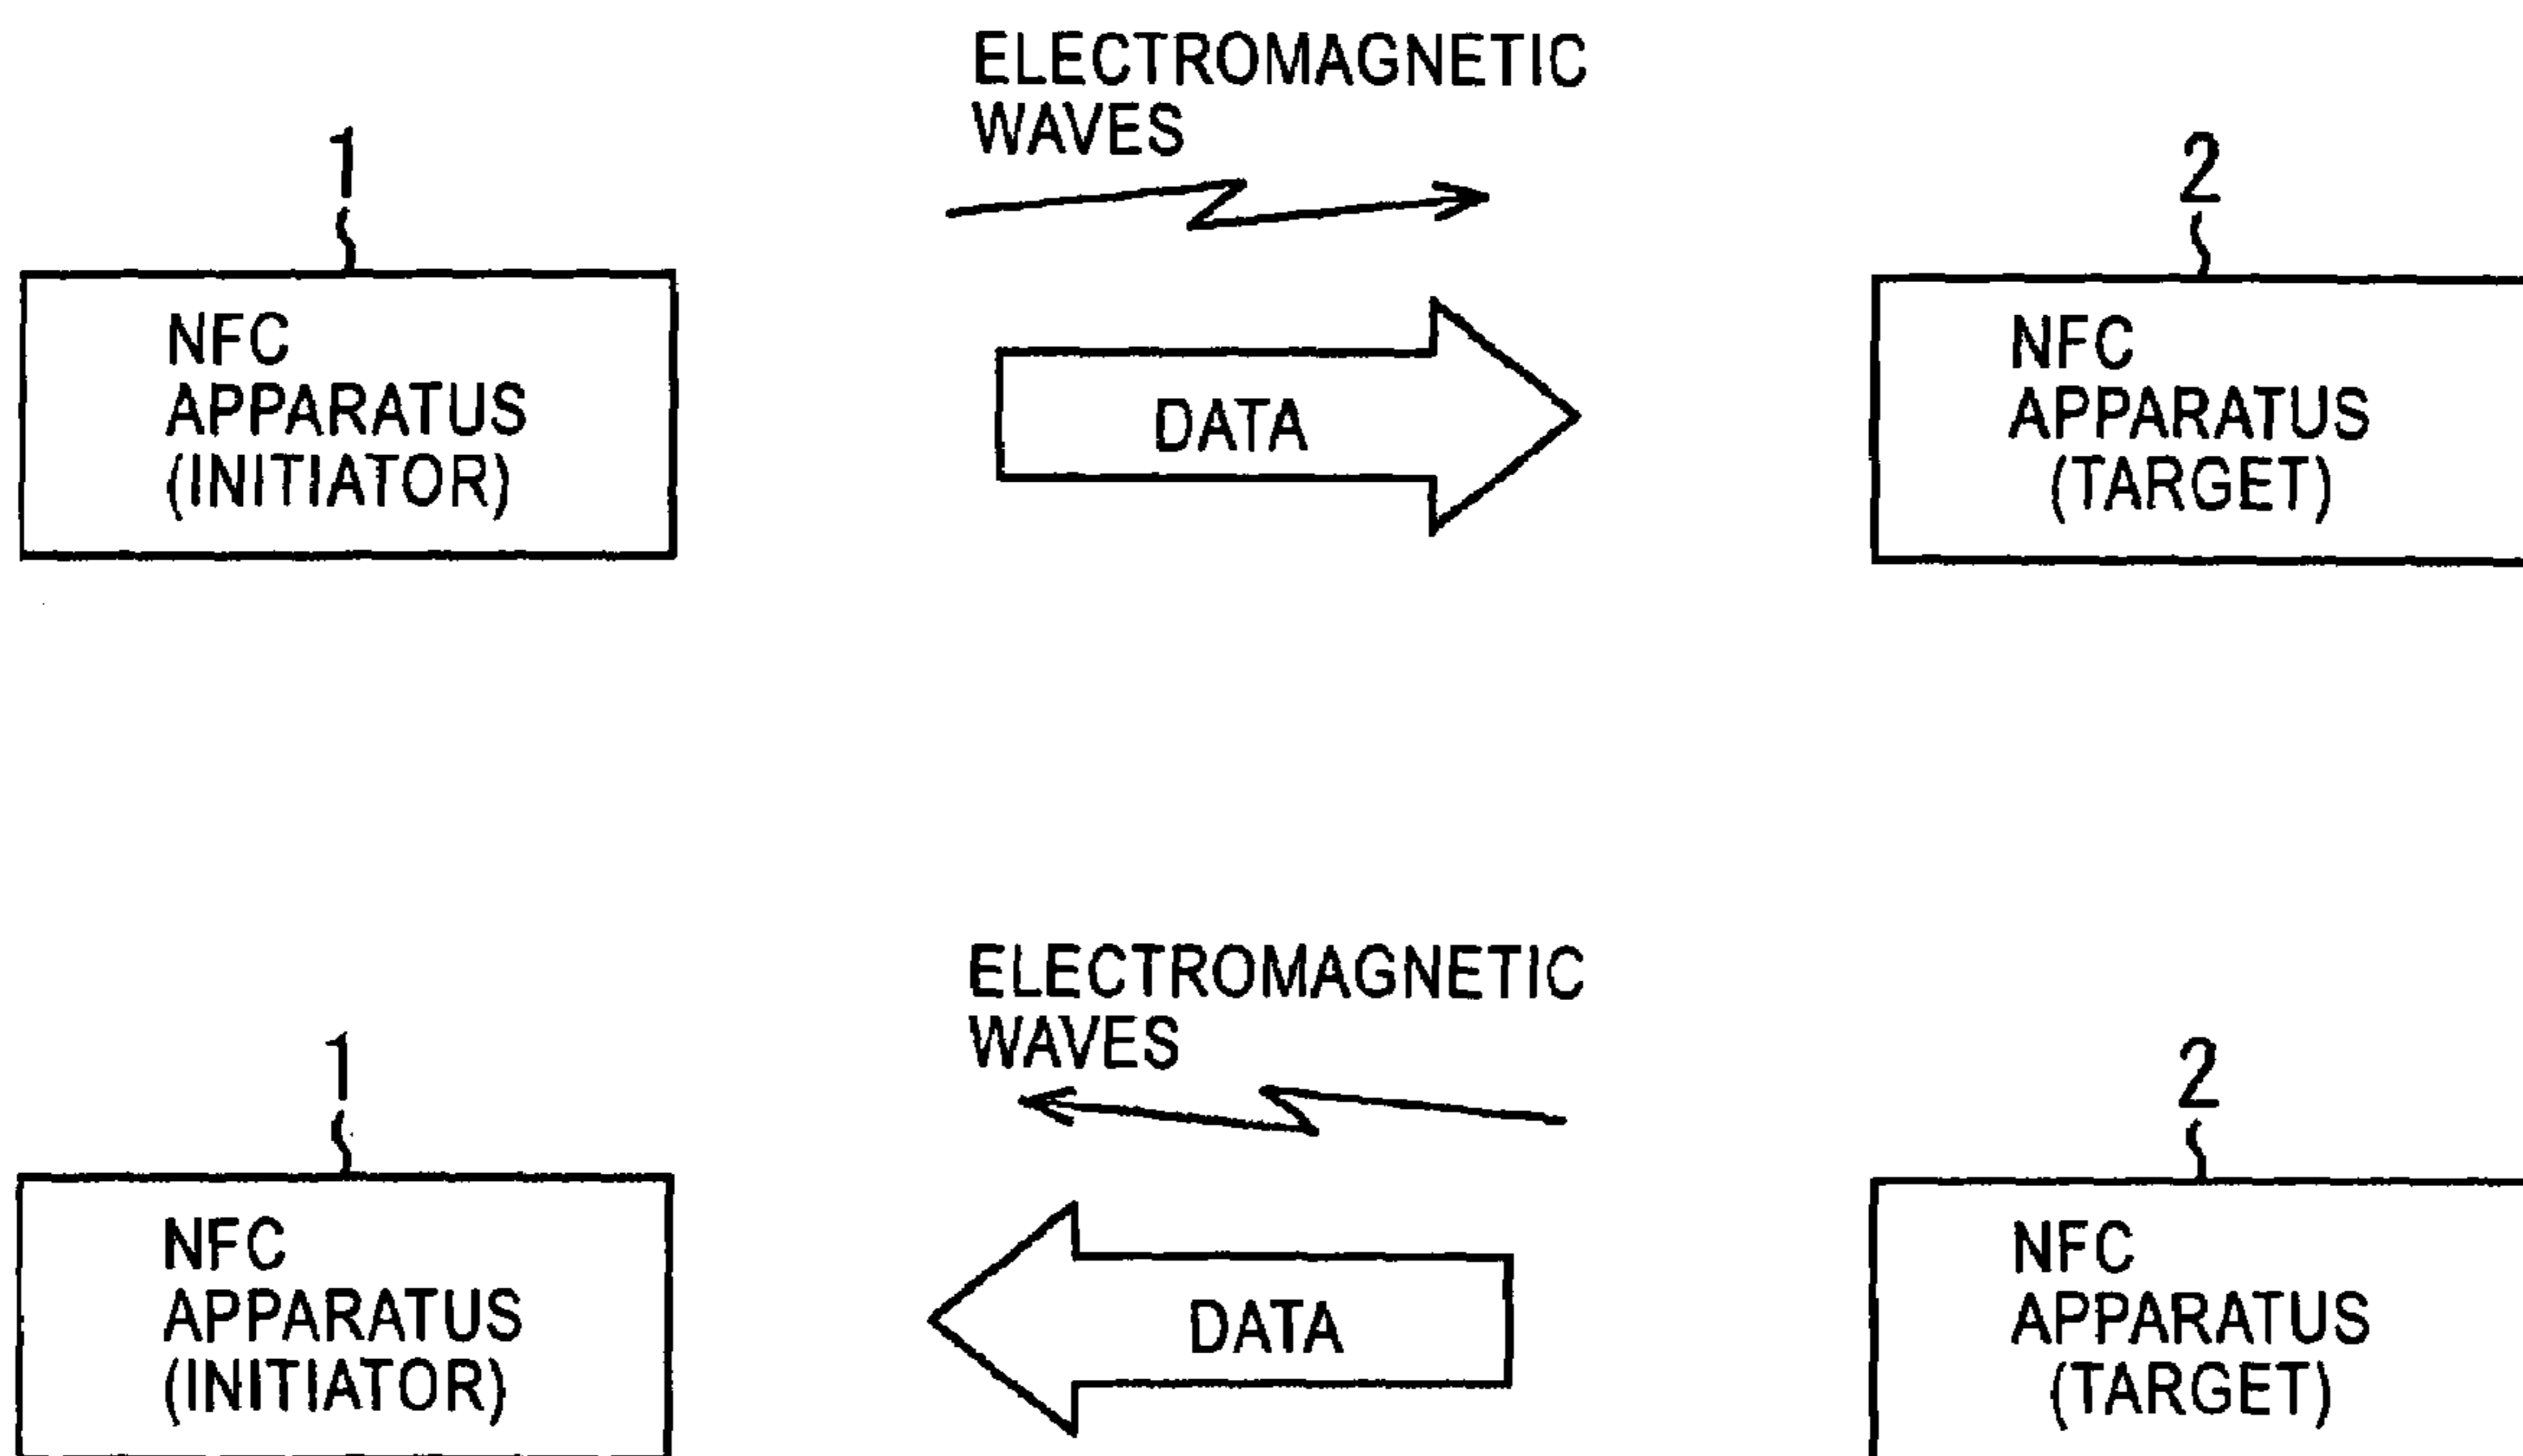 ELECTROMAGNETIC
WAVES
1
2
NFC
APPARATUS
(INITIATOR)
DATA
NFC
APPARATUS
(TARGET)
ELECTROMAGNETIC
WAVES
1
2
NFC
APPARATUS
(INITIATOR)
DATA
NFC
APPARATUS
(TARGET)